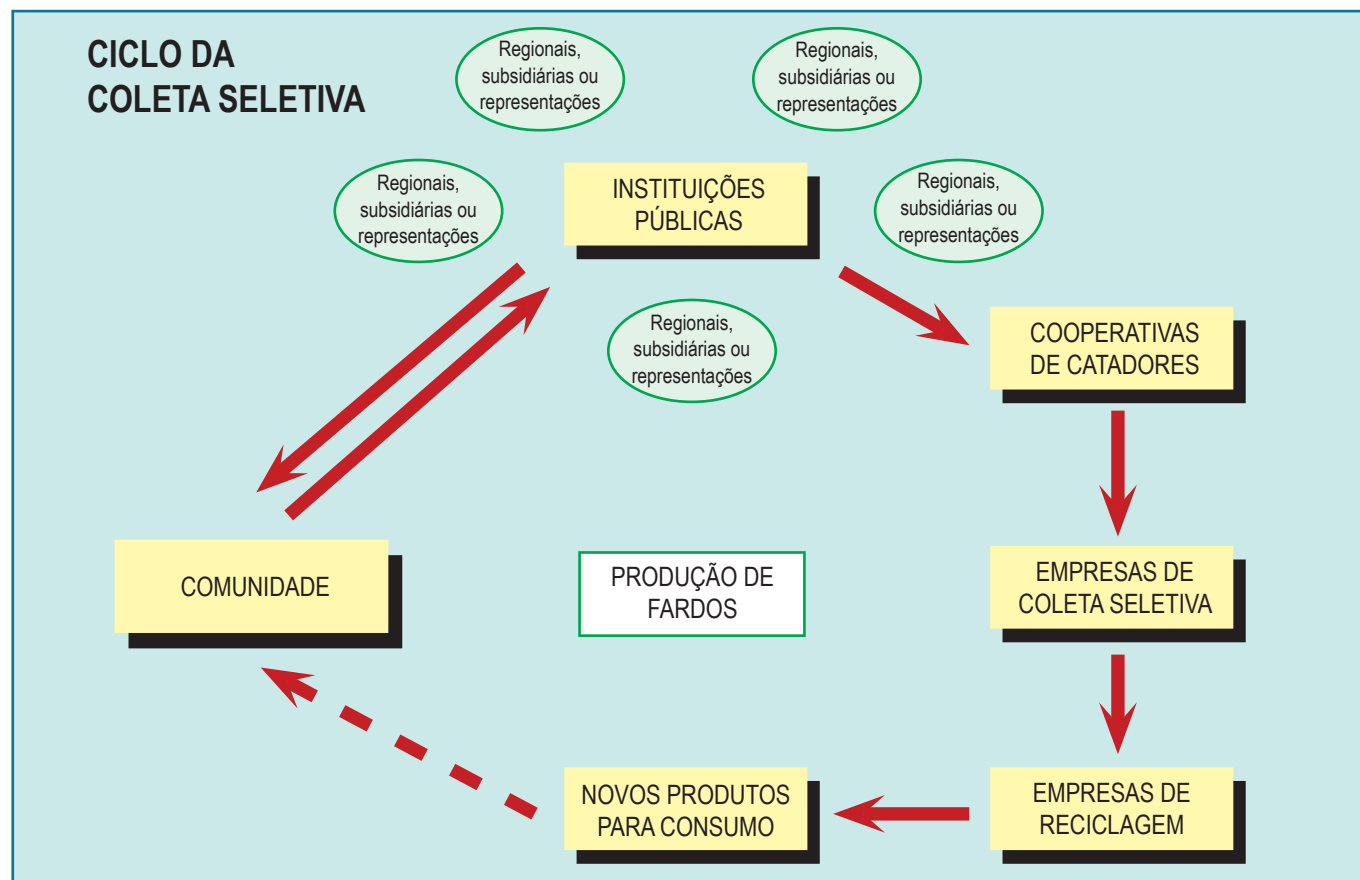 CICLO DA
COLETA SELETIVA
Regionais,
subsidiárias ou
representações
Regionais,
subsidiárias ou
representações
Regionais,
subsidiárias ou
representações
INSTITUIÇÕES
PÚBLICAS
Regionais,
subsidiárias ou
representações
Regionais,
subsidiárias ou
representações
COOPERATIVAS
DE CATADORES
COMUNIDADE
PRODUÇÃO DE
FARDOS
EMPRESAS DE
COLETA SELETIVA
NOVOS PRODUTOS
PARA CONSUMO
EMPRESAS DE
RECICLAGEM